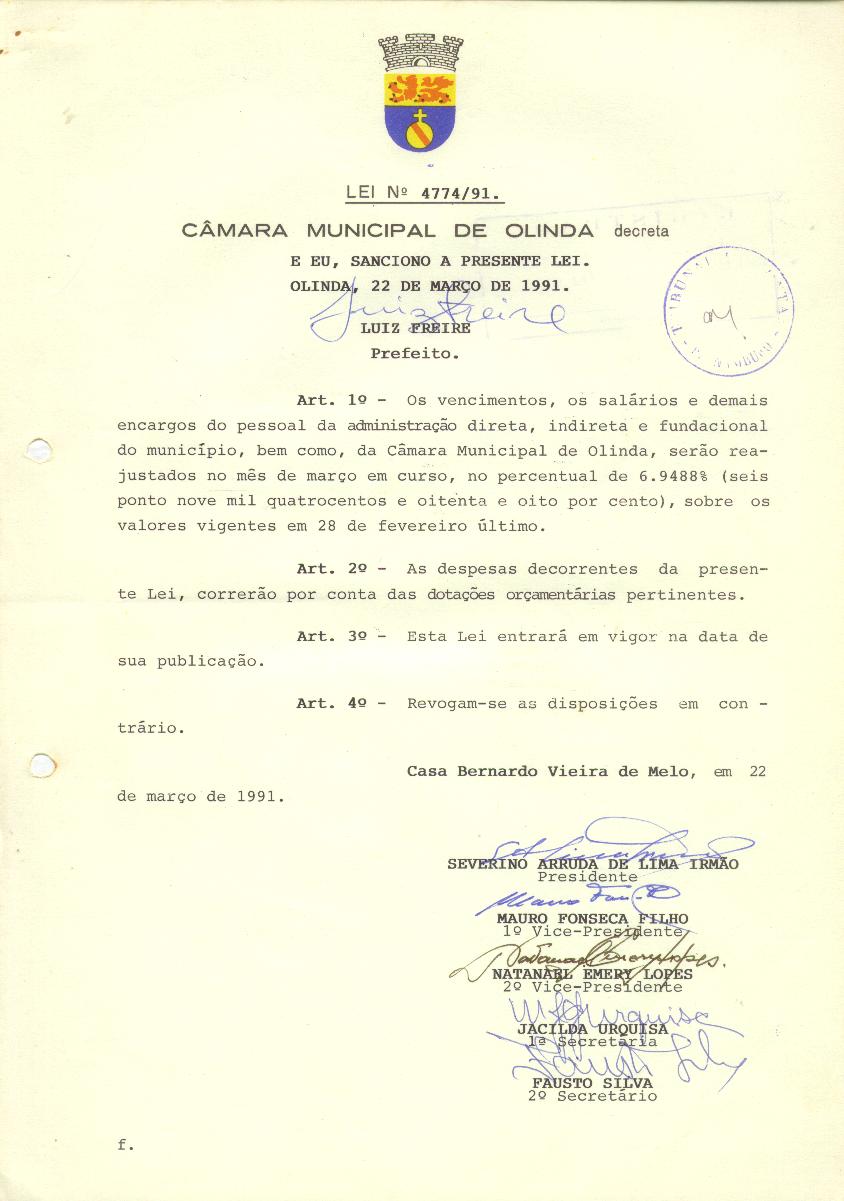 LEI Nº 4774/91.
CÂMARA MUNICIPAL DE OLINDA decreta
E EU, SANCIONO A PRESENTE LEI.
OLINDA, 22 DE MARÇO DE 1991.
Luiz Freire
LUIZ FREIRE
Prefeito.
Art. 1º - Os vencimentos, os salários e demais
encargos do pessoal da administração direta, indireta e fundacional
do município, bem como, da Câmara Municipal de Olinda, serão rea-
justados no mês de março em curso, no percentual de 6.9488% (seis
ponto nove mil quatrocentos e oitenta e oito por cento), sobre os
valores vigentes em 28 de fevereiro último.
Art. 2º - As despesas decorrentes da presen-
te Lei, correrão por conta das dotações orçamentárias pertinentes.
Art. 3º - Esta Lei entrará em vigor na data de
sua publicação.
Art. 4º - Revogam-se as disposições em con -
trário.
Casa Bernardo Vieira de Melo, em 22
de março de 1991.
SEVERINO ARRUDA DE LIMA IRMÃO
Presidente
MAURO FONSECA FILHO
1º Vice-Presidente
NATANAEL EMERY LOPES
2º Vice-Presidente
JACILDA URQUISA
1ª Secretária
FAUSTO SILVA
2º Secretário
f.